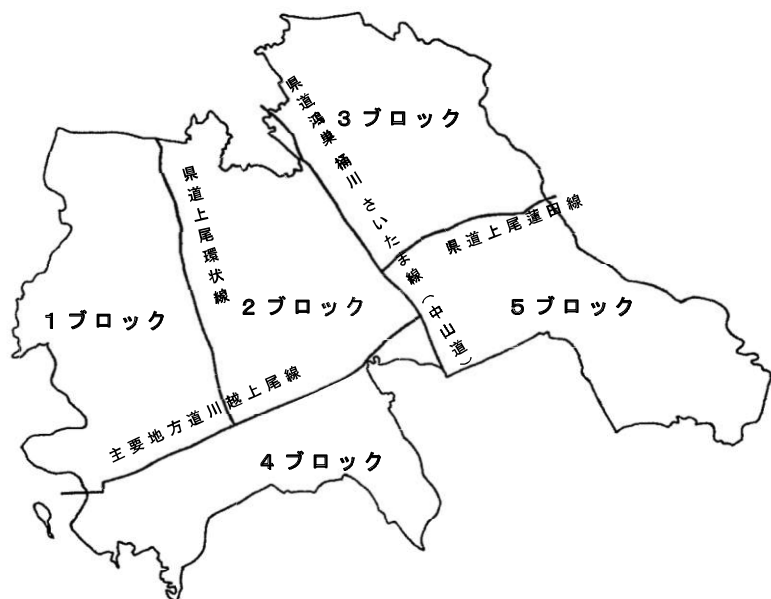 県道鴻巣桶川さいたま線(中山道)
3ブロック
県道上尾環状線
県道上尾蓮田線
1ブロック
2ブロック
5ブロック
主要地方道川越上尾線
4ブロック